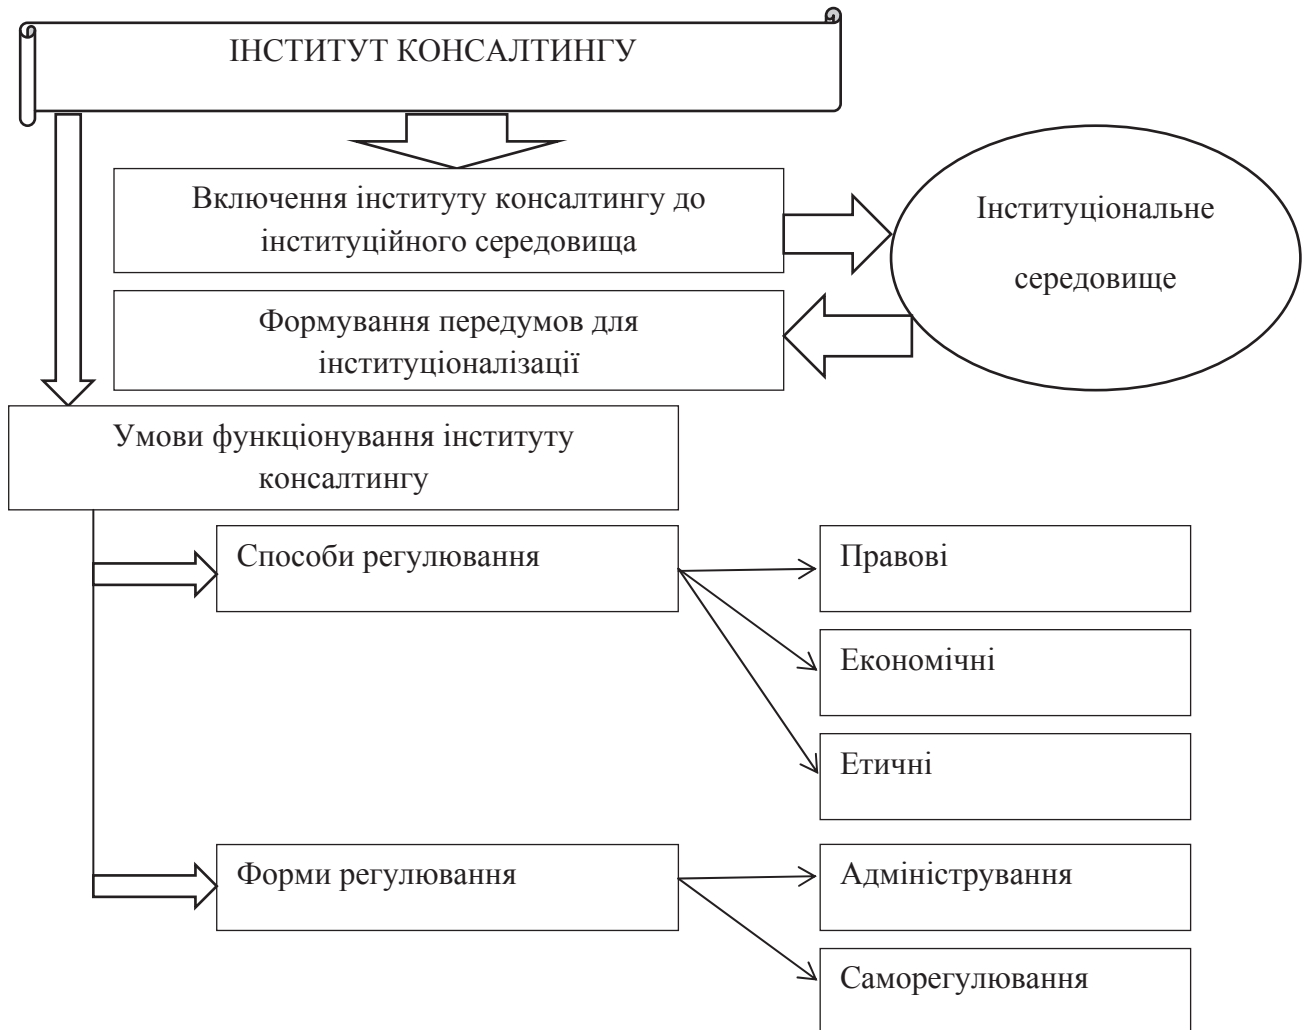 ІНСТИТУТ КОНСАЛТИНГУ
Включення інституту консалтингу до
інституційного середовища
Інституціональне
середовище
Формування передумов для
інституціоналізації
Умови функціонування інституту
консалтингу
Способи регулювання
Правові
Економічні
Етичні
Форми регулювання
Адміністрування
Саморегулювання